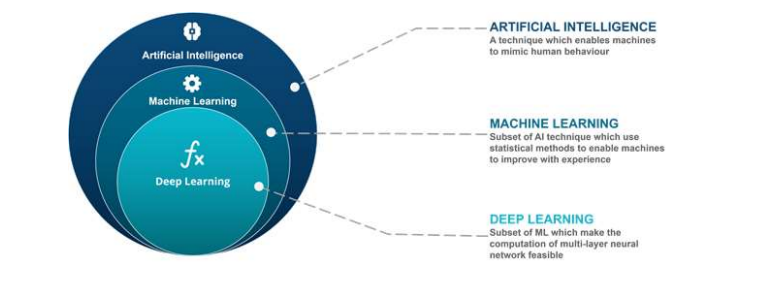 Artificial Intelligence
Machine Learning
fx
Deep Learning
ARTIFICIAL INTELLIGENCE
A technique which enables machines
to mimic human behaviour
MACHINE LEARNING
Subset of AI technique which use
statistical methods to enable machines
to improve with experience
DEEP LEARNING
Subset of ML which make the
computation of multi-layer neural
network feasible